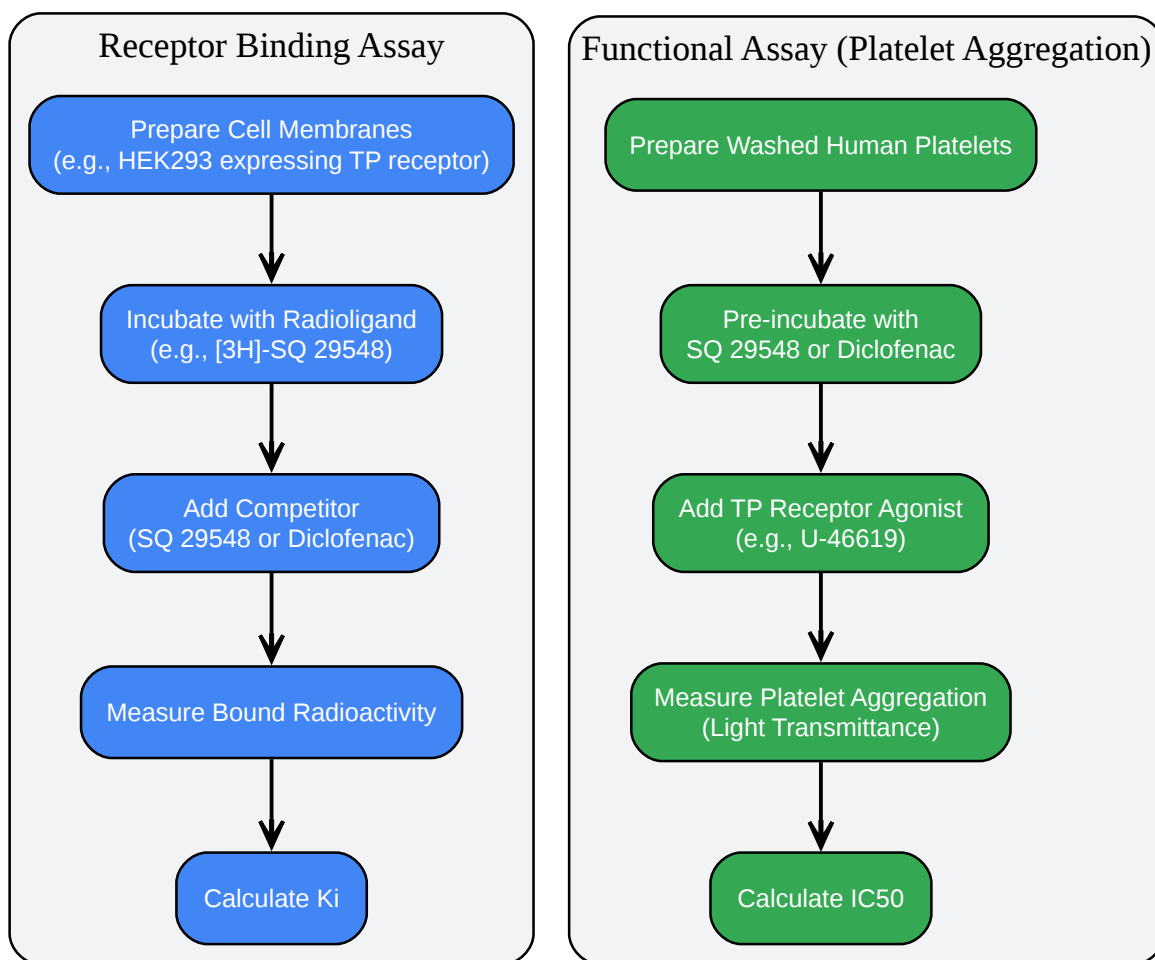 Receptor Binding Assay
Prepare Cell Membranes
(e.g., HEK293 expressing TP receptor)
Incubate with Radioligand
(e.g., [3H]-SQ 29548)
Add Competitor
(SQ 29548 or Diclofenac)
Measure Bound Radioactivity
Calculate Ki
Functional Assay (Platelet Aggregation)
Prepare Washed Human Platelets
Pre-incubate with
SQ 29548 or Diclofenac
Add TP Receptor Agonist
(e.g., U-46619)
Measure Platelet Aggregation
(Light Transmittance)
Calculate IC50